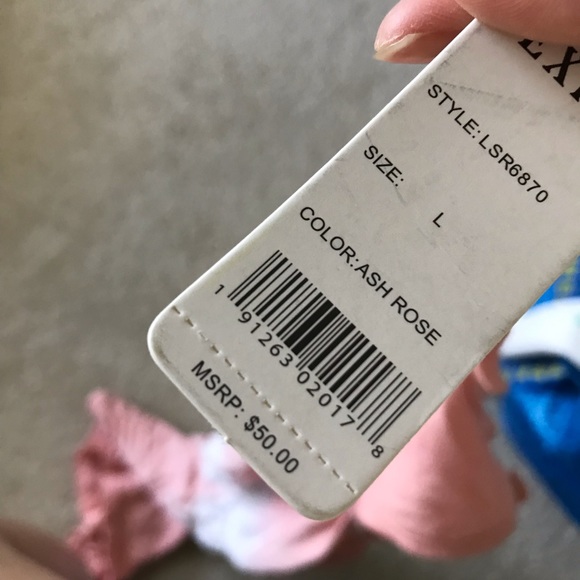 STYLE: LSR6870
SIZE: L
COLOR:ASH ROSE
1 91263 02017 8
MSRP: $50.00